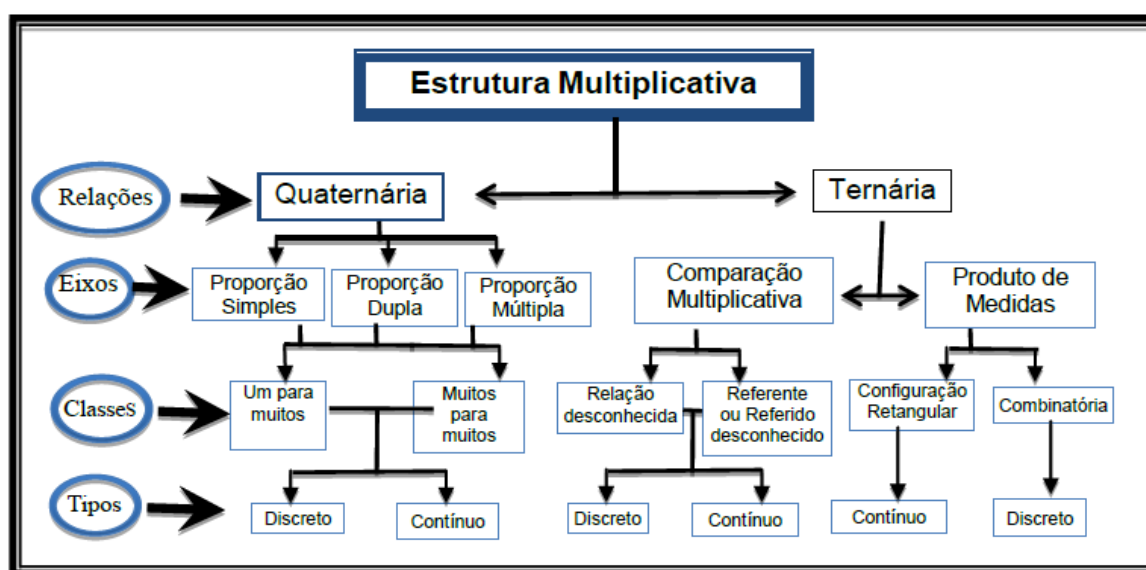 Estrutura Multiplicativa
Relações
Quaternária
Ternária
Eixos
Proporção
Simples
Proporção
Dupla
Proporção
Múltipla
Comparação
Multiplicativa
Produto de
Medidas
Classes
Um para
muitos
Muitos
para
muitos
Relação
desconhecida
Referente
ou Referido
desconhecido
Configuração
Retangular
Combinatória
Tipos
Discreto
Contínuo
Discreto
Contínuo
Contínuo
Discreto